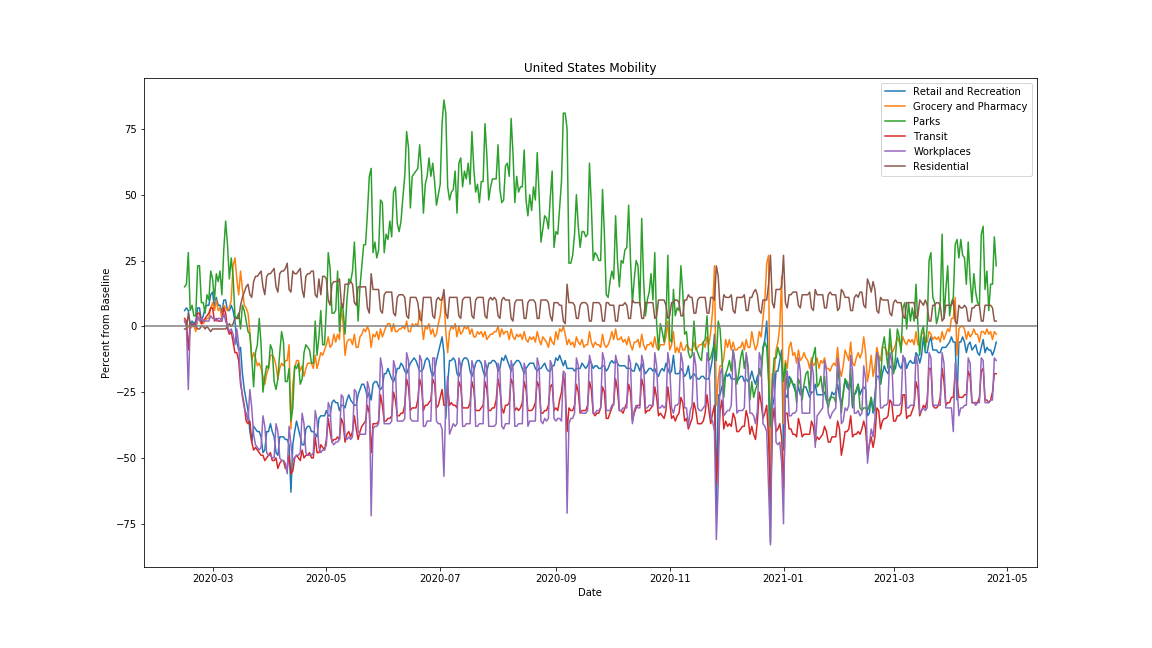 United States Mobility
Retail and Recreation
Grocery and Pharmacy
Parks
Transit
Workplaces
Residential
Percent from Baseline
75
50
25
0
−25
−50
−75
2020-03
2020-05
2020-07
2020-09
2020-11
2021-01
2021-03
2021-05
Date